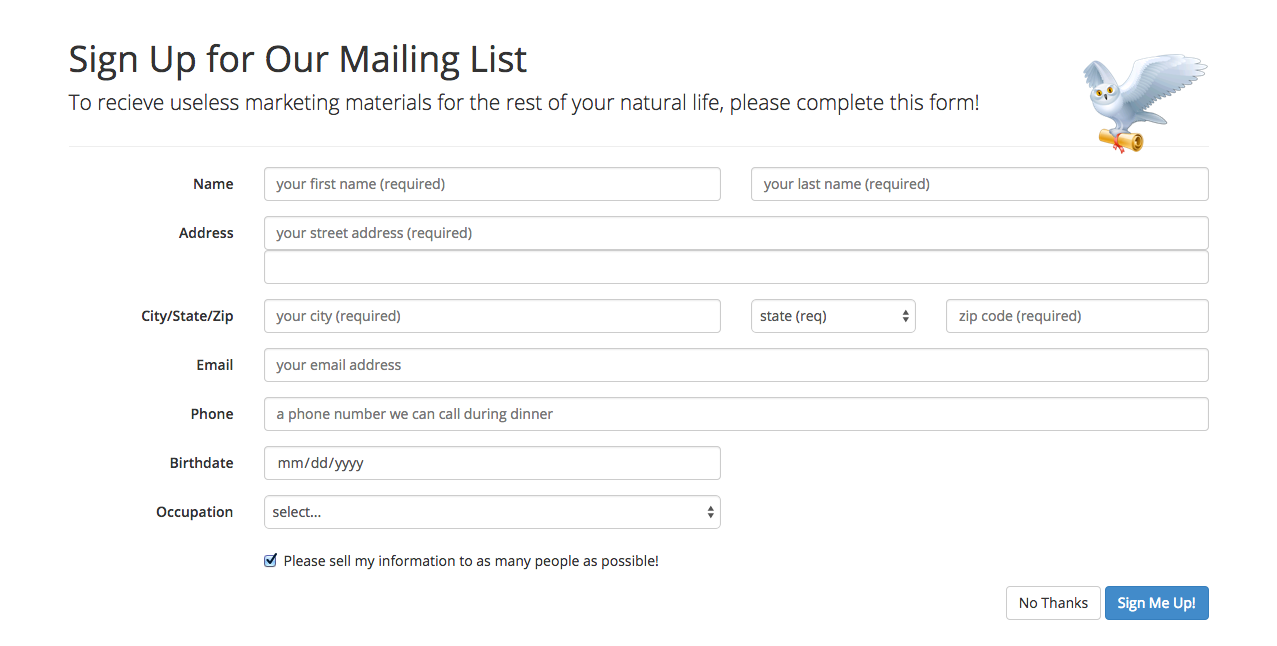 Sign Up for Our Mailing List
To recieve useless marketing materials for the rest of your natural life, please complete this form!
Name your first name (required) your last name (required)
Address your street address (required)
City/State/Zip your city (required) state (req) zip code (required)
Email your email address
Phone a phone number we can call during dinner
Birthdate mm/dd/yyyy
Occupation select...
Please sell my information to as many people as possible!
No Thanks Sign Me Up!